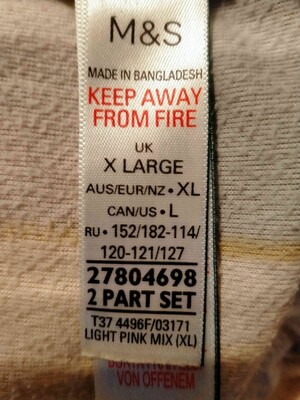 M&S
MADE IN BANGLADESH
KEEP AWAY
FROM FIRE
UK
X LARGE
AUS/EUR/NZ • XL
CAN/US • L
RU • 152/182-114/
120-121/127
27804698
2 PART SET
T37 4496F/03171
LIGHT PINK MIX (XL)
VON OFFENEM